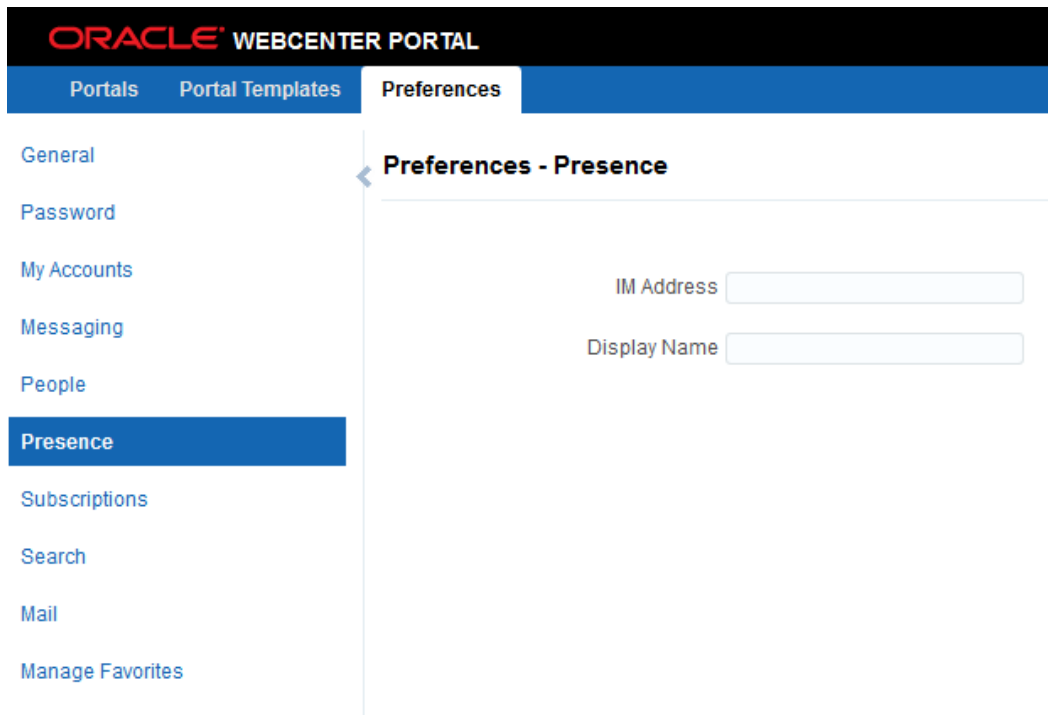 ORACLE WEBCENTER PORTAL
Portals Portal Templates Preferences
General
Password
My Accounts
Messaging
People
Presence
Subscriptions
Search
Mail
Manage Favorites
Preferences - Presence
IM Address
Display Name